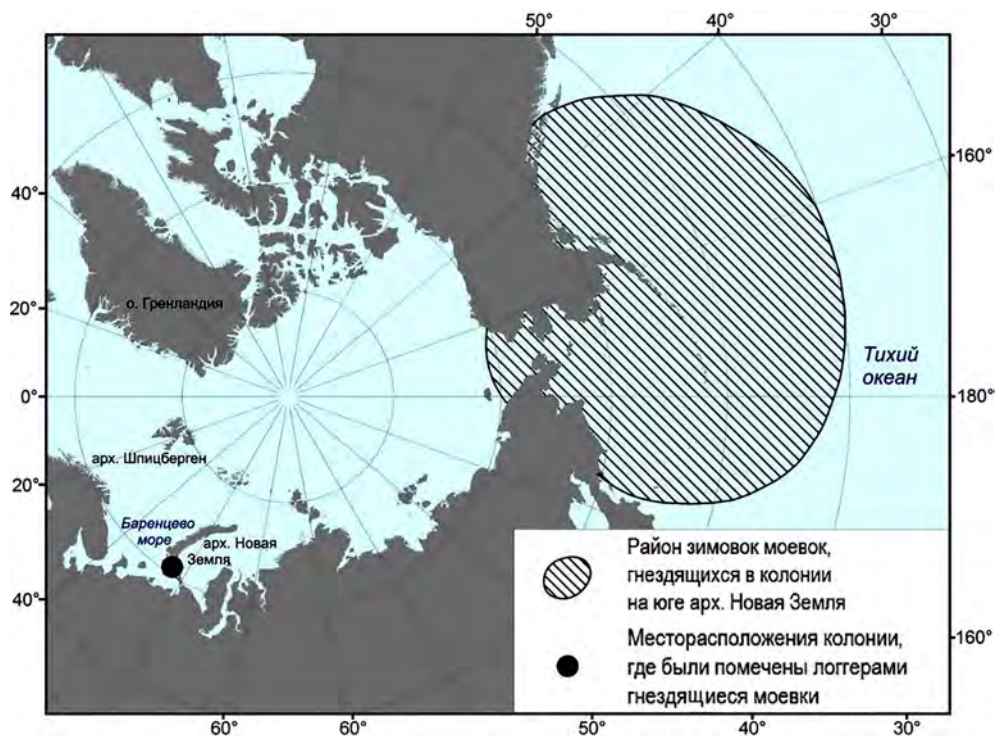 50° 40° 30°
160°
40°
о. Гренландия
20°
Тихий
океан
0°
180°
арх. Шпицберген
20°
Баренцево
море
арх. Новая
Земля
Район зимовок моевок,
гнездящихся в колонии
на юге арх. Новая Земля
40°
160°
Месторасположения колонии,
где были помечены логгерами
гнездящиеся моевки
60° 60° 50° 40° 30°